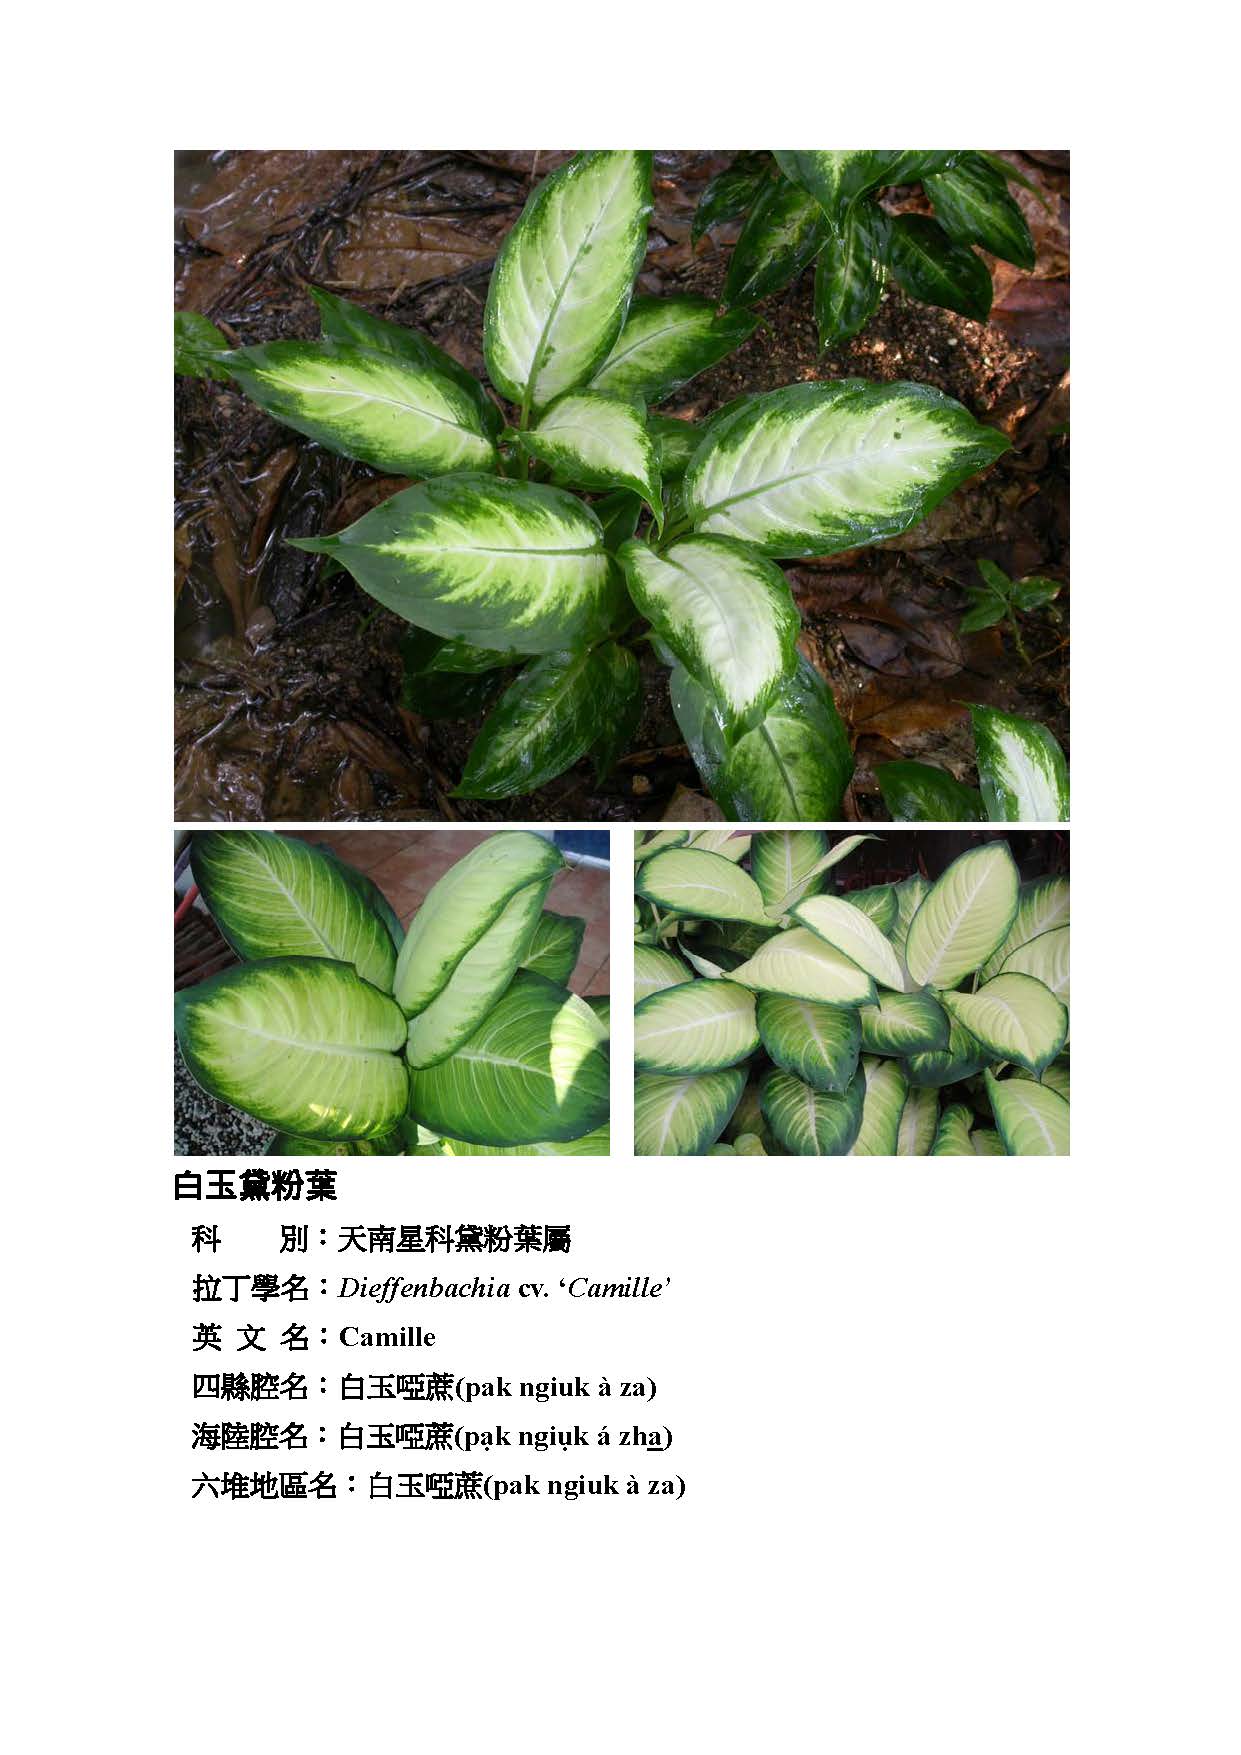 白玉黛粉葉
科　　別：天南星科黛粉葉屬
拉丁學名：Dieffenbachia cv. ‘Camille’
英 文 名：Camille
四縣腔名：白玉啞蔗(pak ngiuk à za)
海陸腔名：白玉啞蔗(pạk ngiụk á zha)
六堆地區名：白玉啞蔗(pak ngiuk à za)